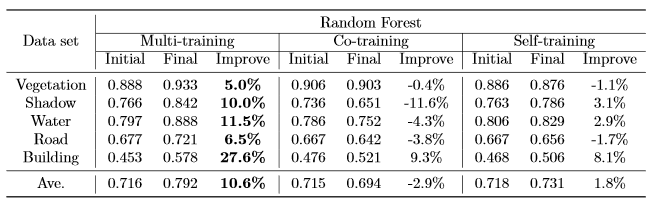 Random Forest
Data set Multi-training Co-training Self-training
Initial Final Improve Initial Final Improve Initial Final Improve
Vegetation 0.888 0.933 5.0% 0.906 0.903 -0.4% 0.886 0.876 -1.1%
Shadow 0.766 0.842 10.0% 0.736 0.651 -11.6% 0.763 0.786 3.1%
Water 0.797 0.888 11.5% 0.786 0.752 -4.3% 0.806 0.829 2.9%
Road 0.677 0.721 6.5% 0.667 0.642 -3.8% 0.667 0.656 -1.7%
Building 0.453 0.578 27.6% 0.476 0.521 9.3% 0.468 0.506 8.1%
Ave. 0.716 0.792 10.6% 0.715 0.694 -2.9% 0.718 0.731 1.8%